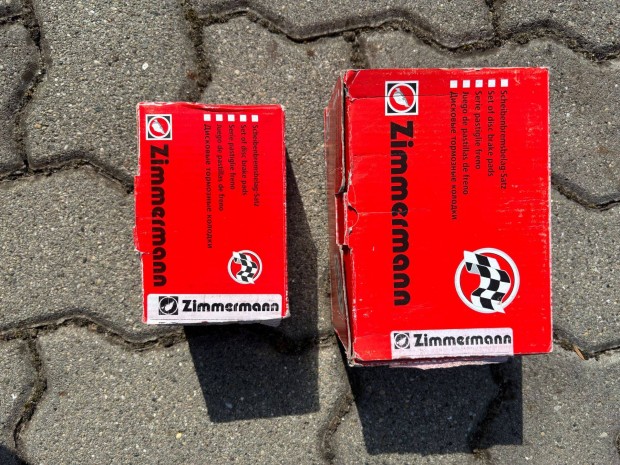 Scheibenbremsbelag-Satz
Set of disc brake pads
Serie pastiglie freno
Juego de pastillas de freno
Дисковые тормозные колодки
Zimmermann
Zimmermann
Scheibenbremsbelag-Satz
Set of disc brake pads
Serie pastiglie freno
Juego de pastillas de freno
Дисковые тормозные колодки
Zimmermann
Zimmermann